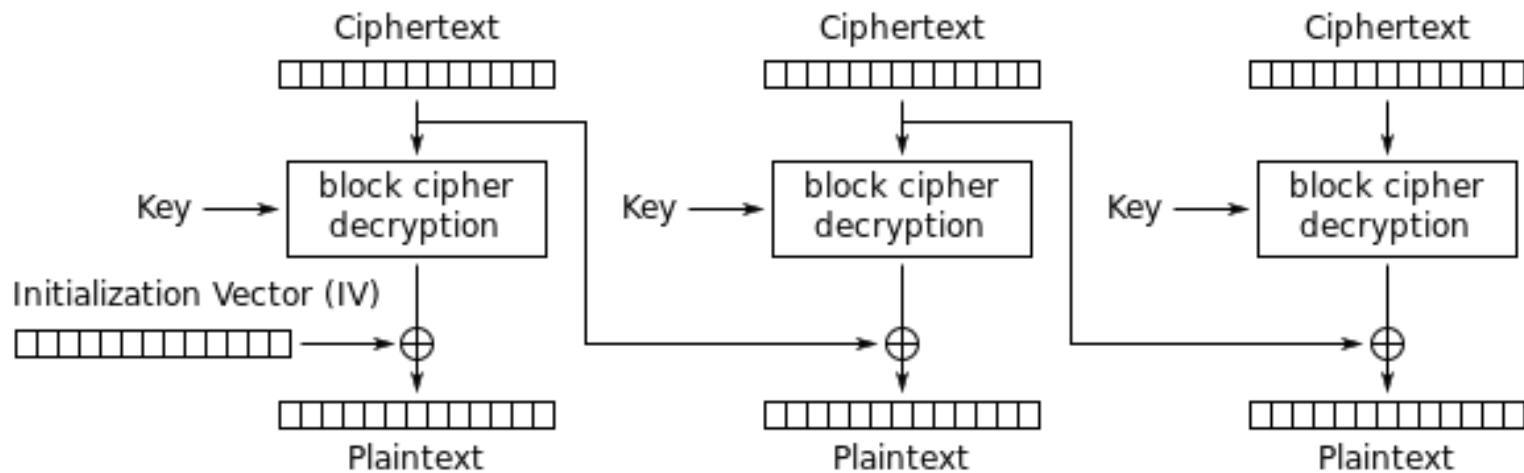 Ciphertext Ciphertext Ciphertext
Key block cipher decryption Key block cipher decryption Key block cipher decryption
Initialization Vector (IV)
Plaintext Plaintext Plaintext